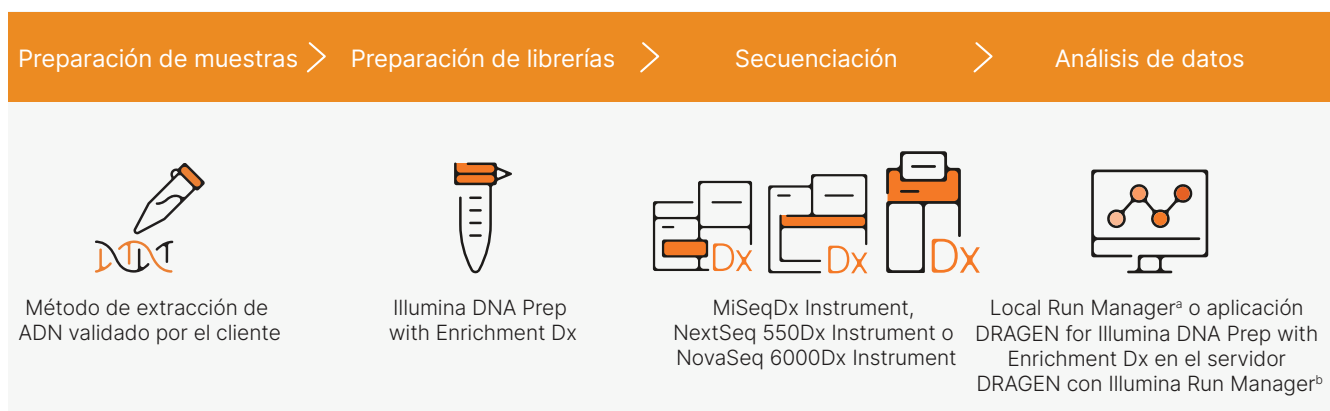 Preparación de muestras
Preparación de librerías
Secuenciación
Análisis de datos
Dx
Dx
Dx
Método de extracción de
ADN validado por el cliente
Illumina DNA Prep
with Enrichment Dx
MiSeqDx Instrument,
NextSeq 550Dx Instrument o
NovaSeq 6000Dx Instrument
Local Run Managerᵃ o aplicación
DRAGEN for Illumina DNA Prep with
Enrichment Dx en el servidor
DRAGEN con Illumina Run Managerᵇ